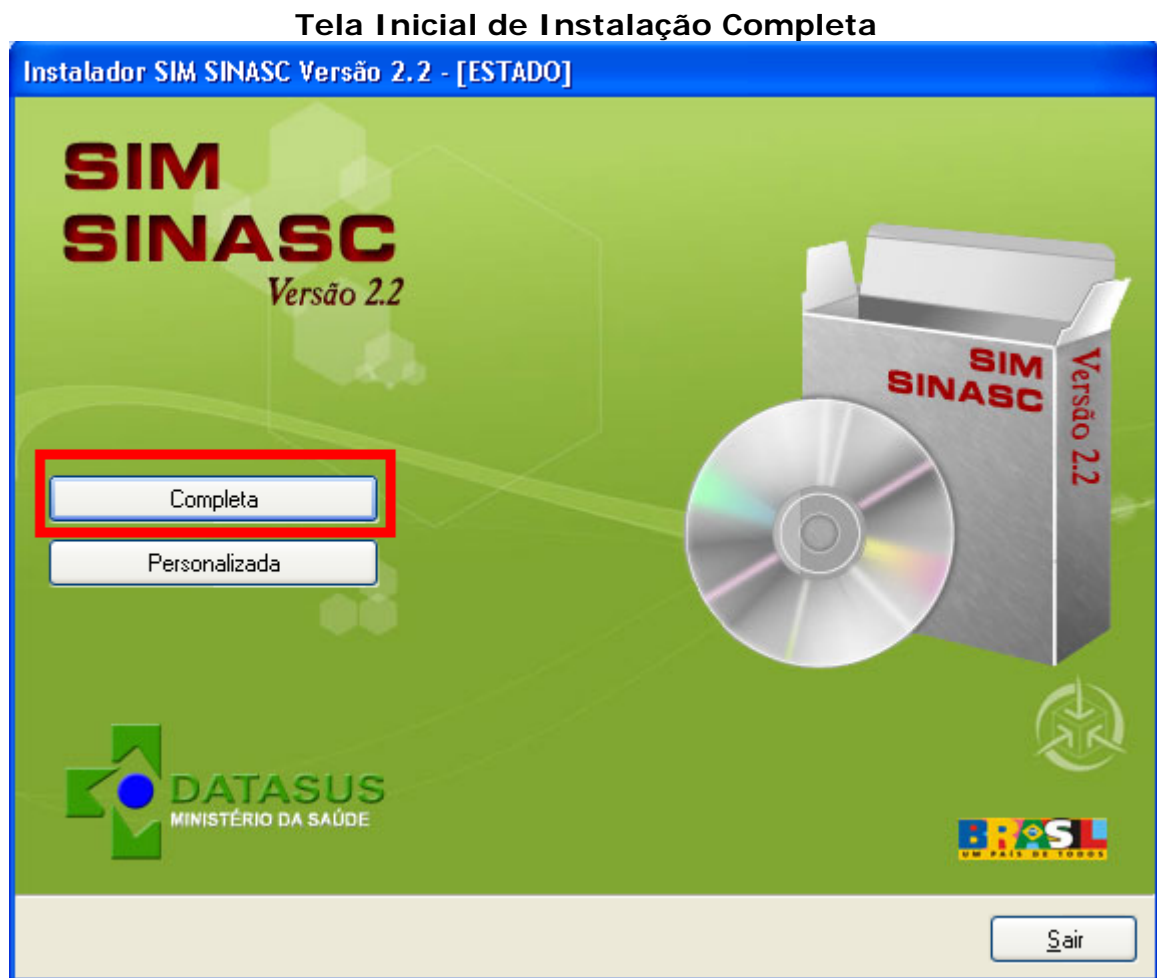 Tela Inicial de Instalação Completa
Instalador SIM SINASC Versão 2.2 - [ESTADO]
SIM
SINASC
Versão 2.2
SIM
SINASC
Versão 2.2
Completa
Personalizada
DATASUS
MINISTÉRIO DA SAÚDE
BRASIL
UM PAÍS DE TODOS
Sair